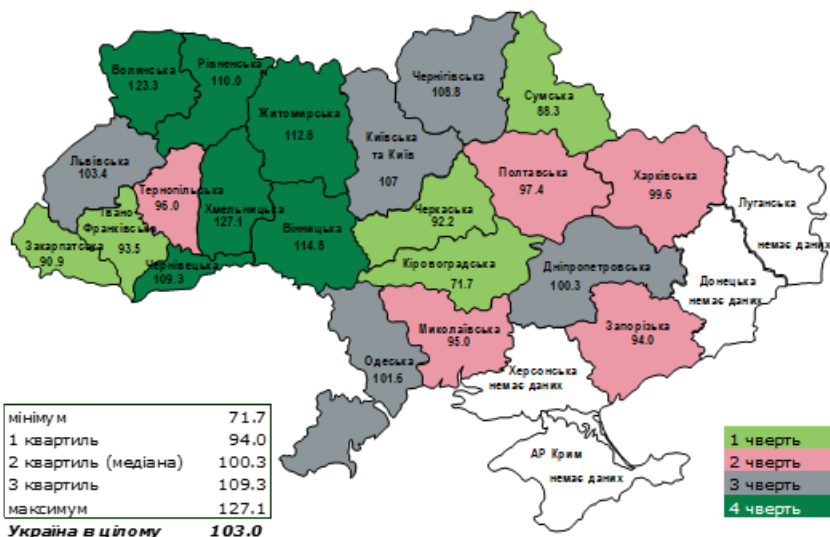 Волинська
123.3
Рівненська
110.0
Житомирська
112.8
Київська
та Київ
107
Чернігівська
108.8
Сумська
88.3
Львівська
103.4
Тернопільська
96.0
Хмельницька
127.1
Вінницька
114.8
Черкаська
92.2
Полтавська
97.4
Харківська
99.6
Луганська
немає даних
Закарпатська
90.9
Івано
Франківська
93.5
Чернівецька
109.3
Кіровоградська
71.7
Дніпропетровська
100.3
Донецька
немає даних
Одеська
101.6
Миколаївська
95.0
Запорізька
94.0
Херсонська
немає даних
АР Крим
немає даних
мінімум 71.7
1 квартиль 94.0
2 квартиль (медіана) 100.3
3 квартиль 109.3
максимум 127.1
Україна в цілому 103.0
1 чверть
2 чверть
3 чверть
4 чверть